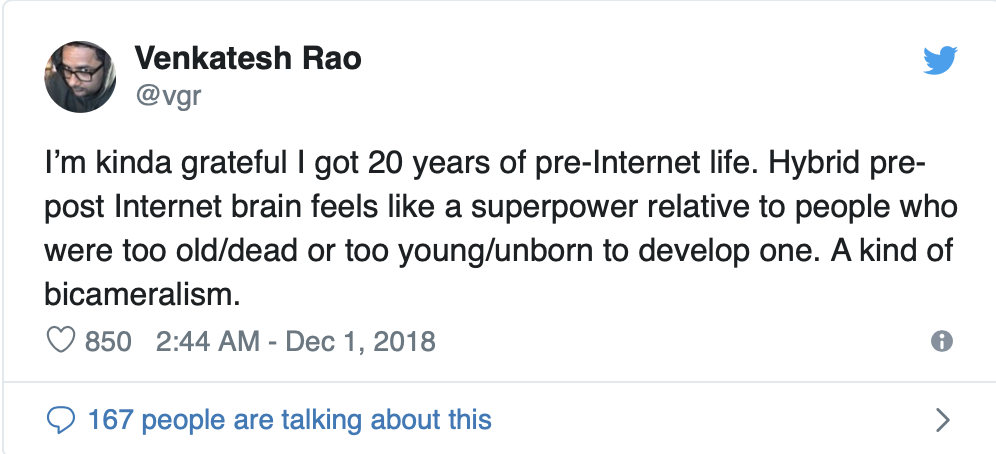 Venkatesh Rao
@vgr
I’m kinda grateful I got 20 years of pre-Internet life. Hybrid pre-
post Internet brain feels like a superpower relative to people who
were too old/dead or too young/unborn to develop one. A kind of
bicameralism.
850 2:44 AM - Dec 1, 2018
167 people are talking about this